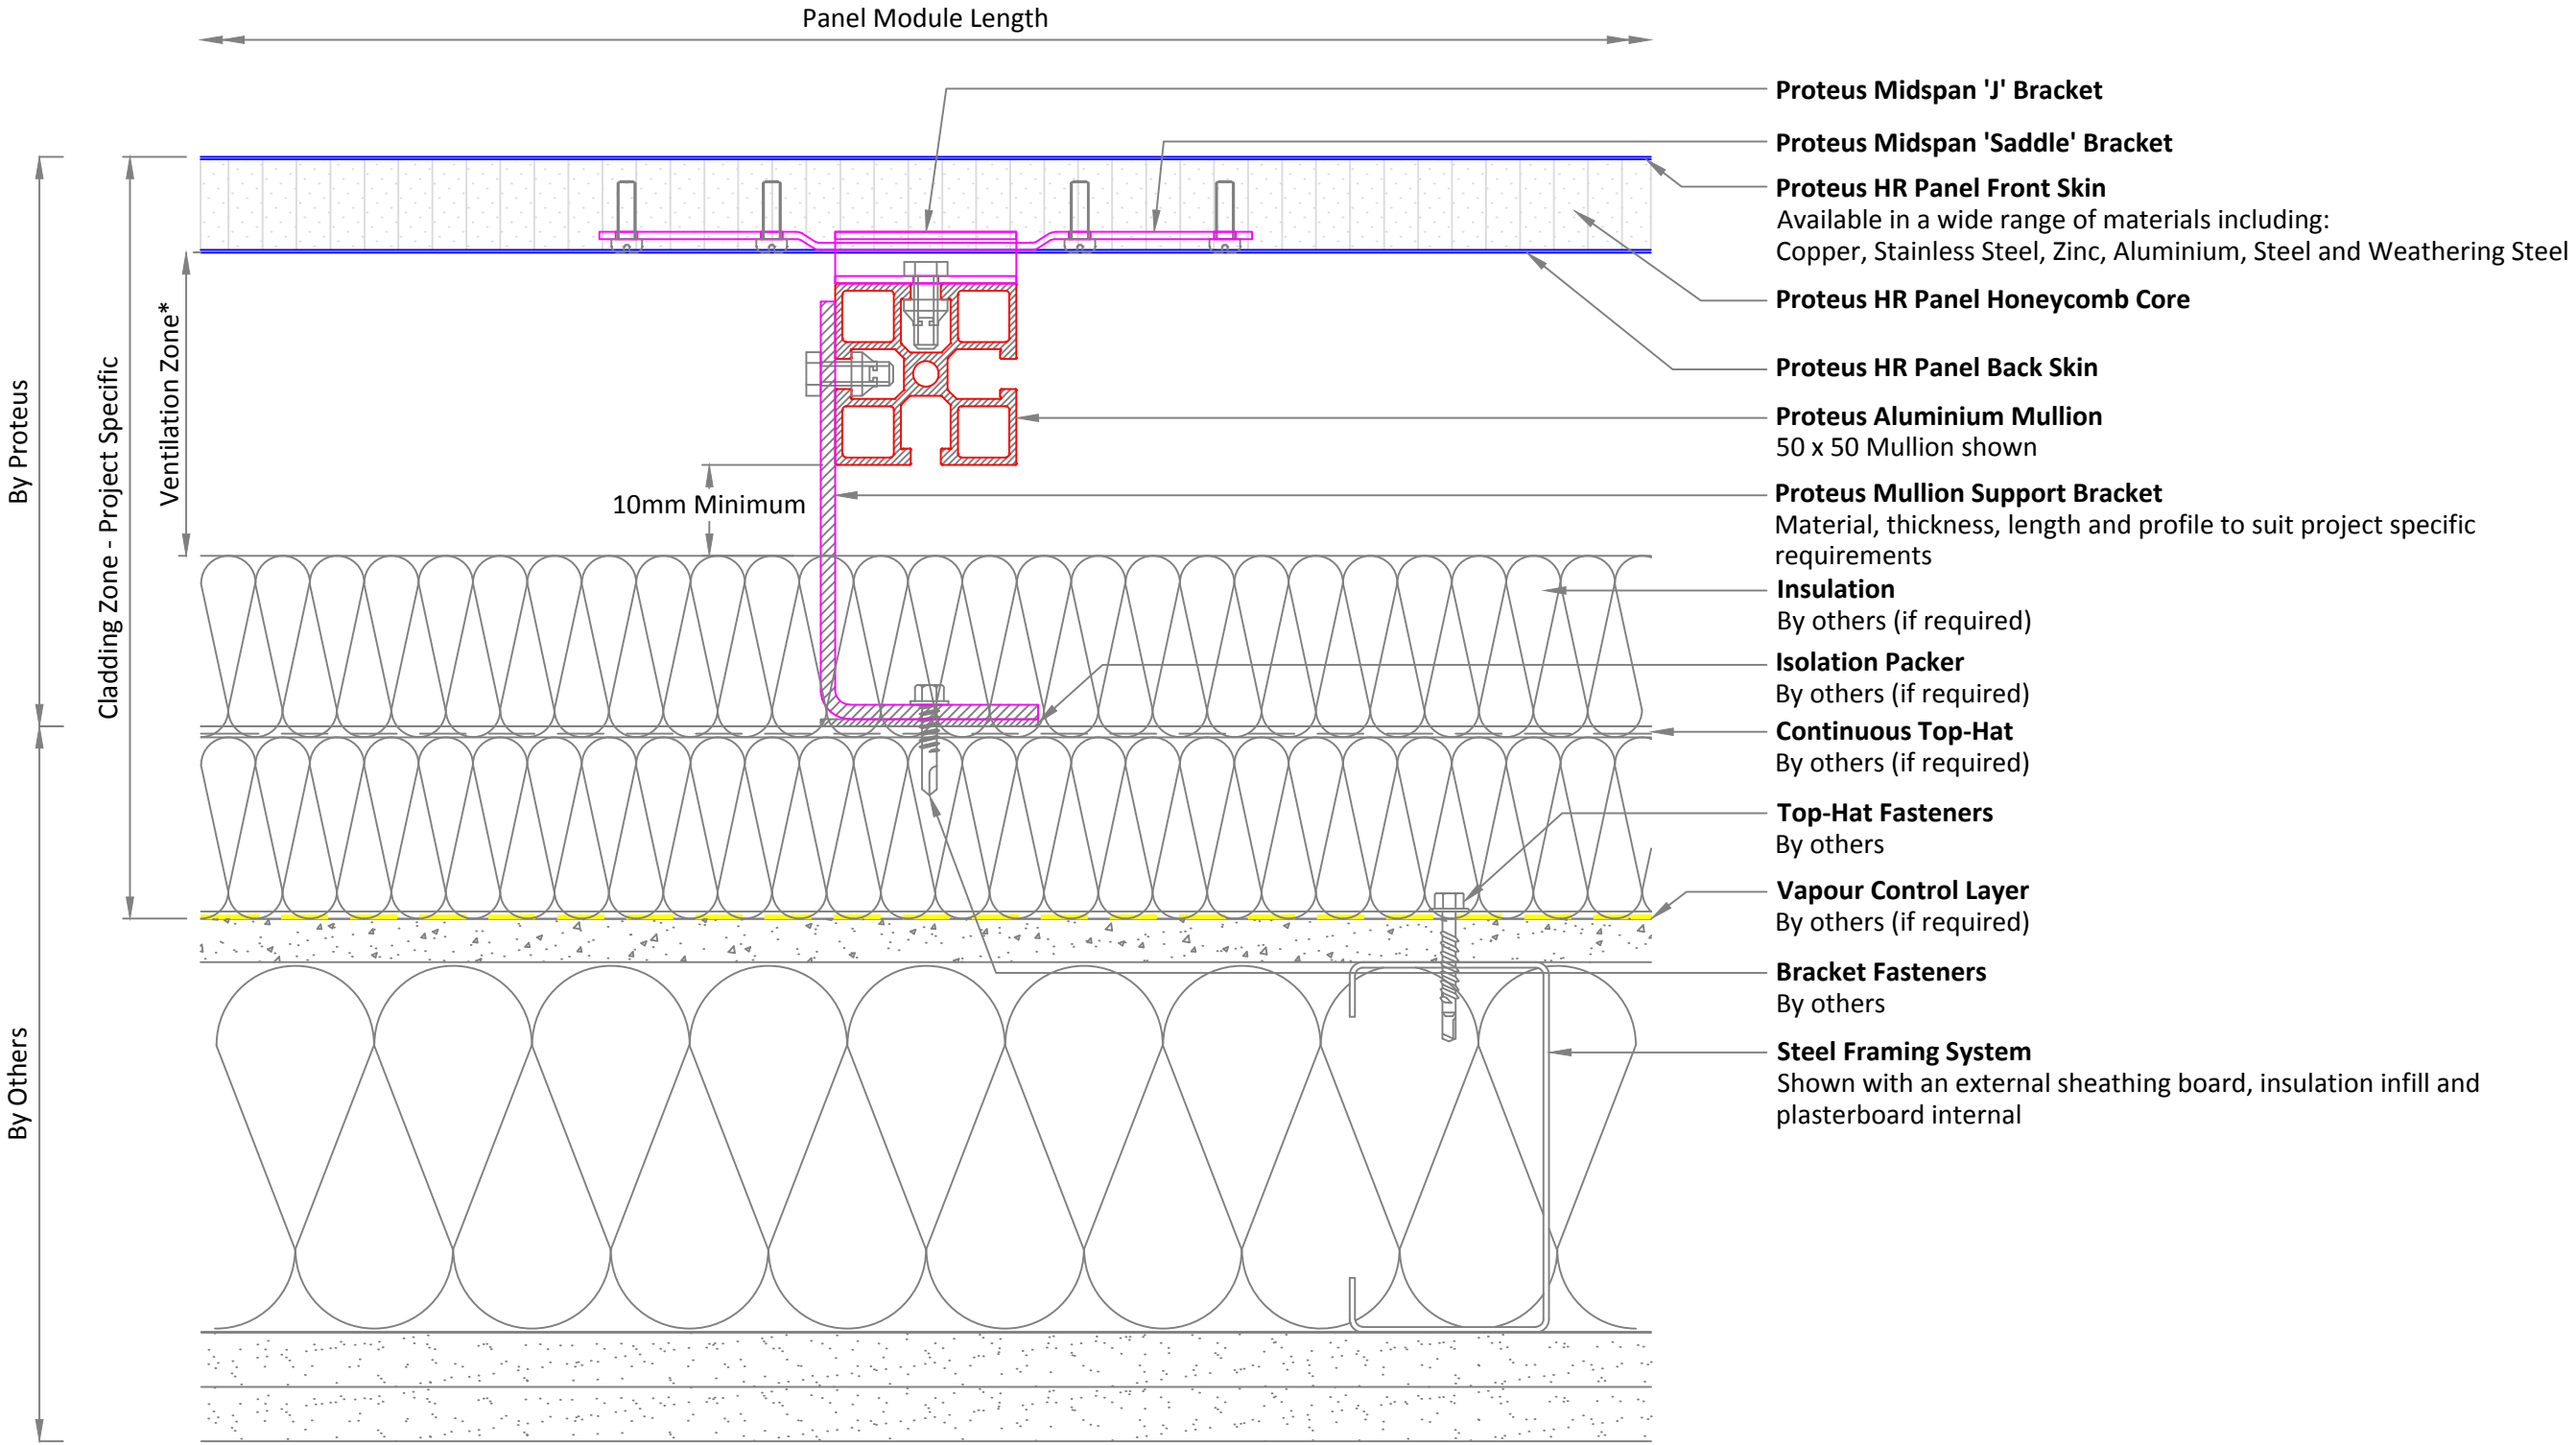 Panel Module Length
Proteus Midspan 'J' Bracket
Proteus Midspan 'Saddle' Bracket
Proteus HR Panel Front Skin
Available in a wide range of materials including:
Copper, Stainless Steel, Zinc, Aluminium, Steel and Weathering Steel
Proteus HR Panel Honeycomb Core
Proteus HR Panel Back Skin
Proteus Aluminium Mullion
50 x 50 Mullion shown
Proteus Mullion Support Bracket
Material, thickness, length and profile to suit project specific
requirements
Insulation
By others (if required)
Isolation Packer
By others (if required)
Continuous Top-Hat
By others (if required)
Top-Hat Fasteners
By others
Vapour Control Layer
By others (if required)
Bracket Fasteners
By others
Steel Framing System
Shown with an external sheathing board, insulation infill and
plasterboard internal
By Proteus
Cladding Zone - Project Specific
Ventilation Zone*
10mm Minimum
By Others